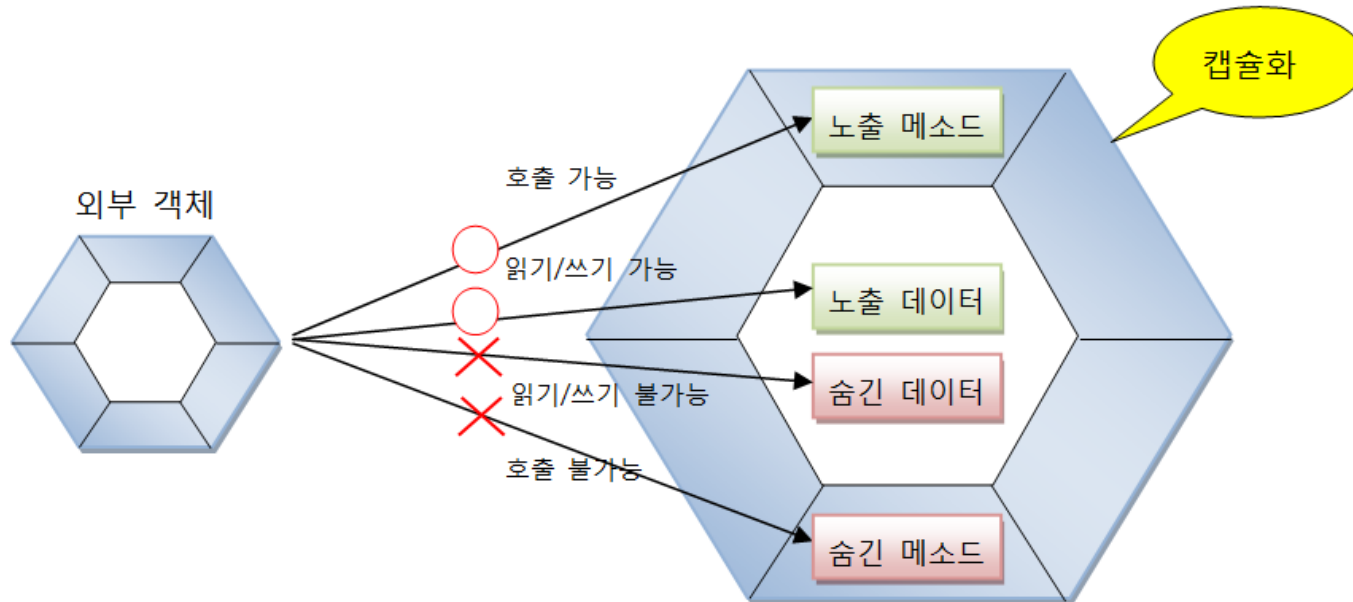 캡슐화
노출 메소드
호출 가능
외부 객체
읽기/쓰기 가능
노출 데이터
숨긴 데이터
읽기/쓰기 불가능
호출 불가능
숨긴 메소드